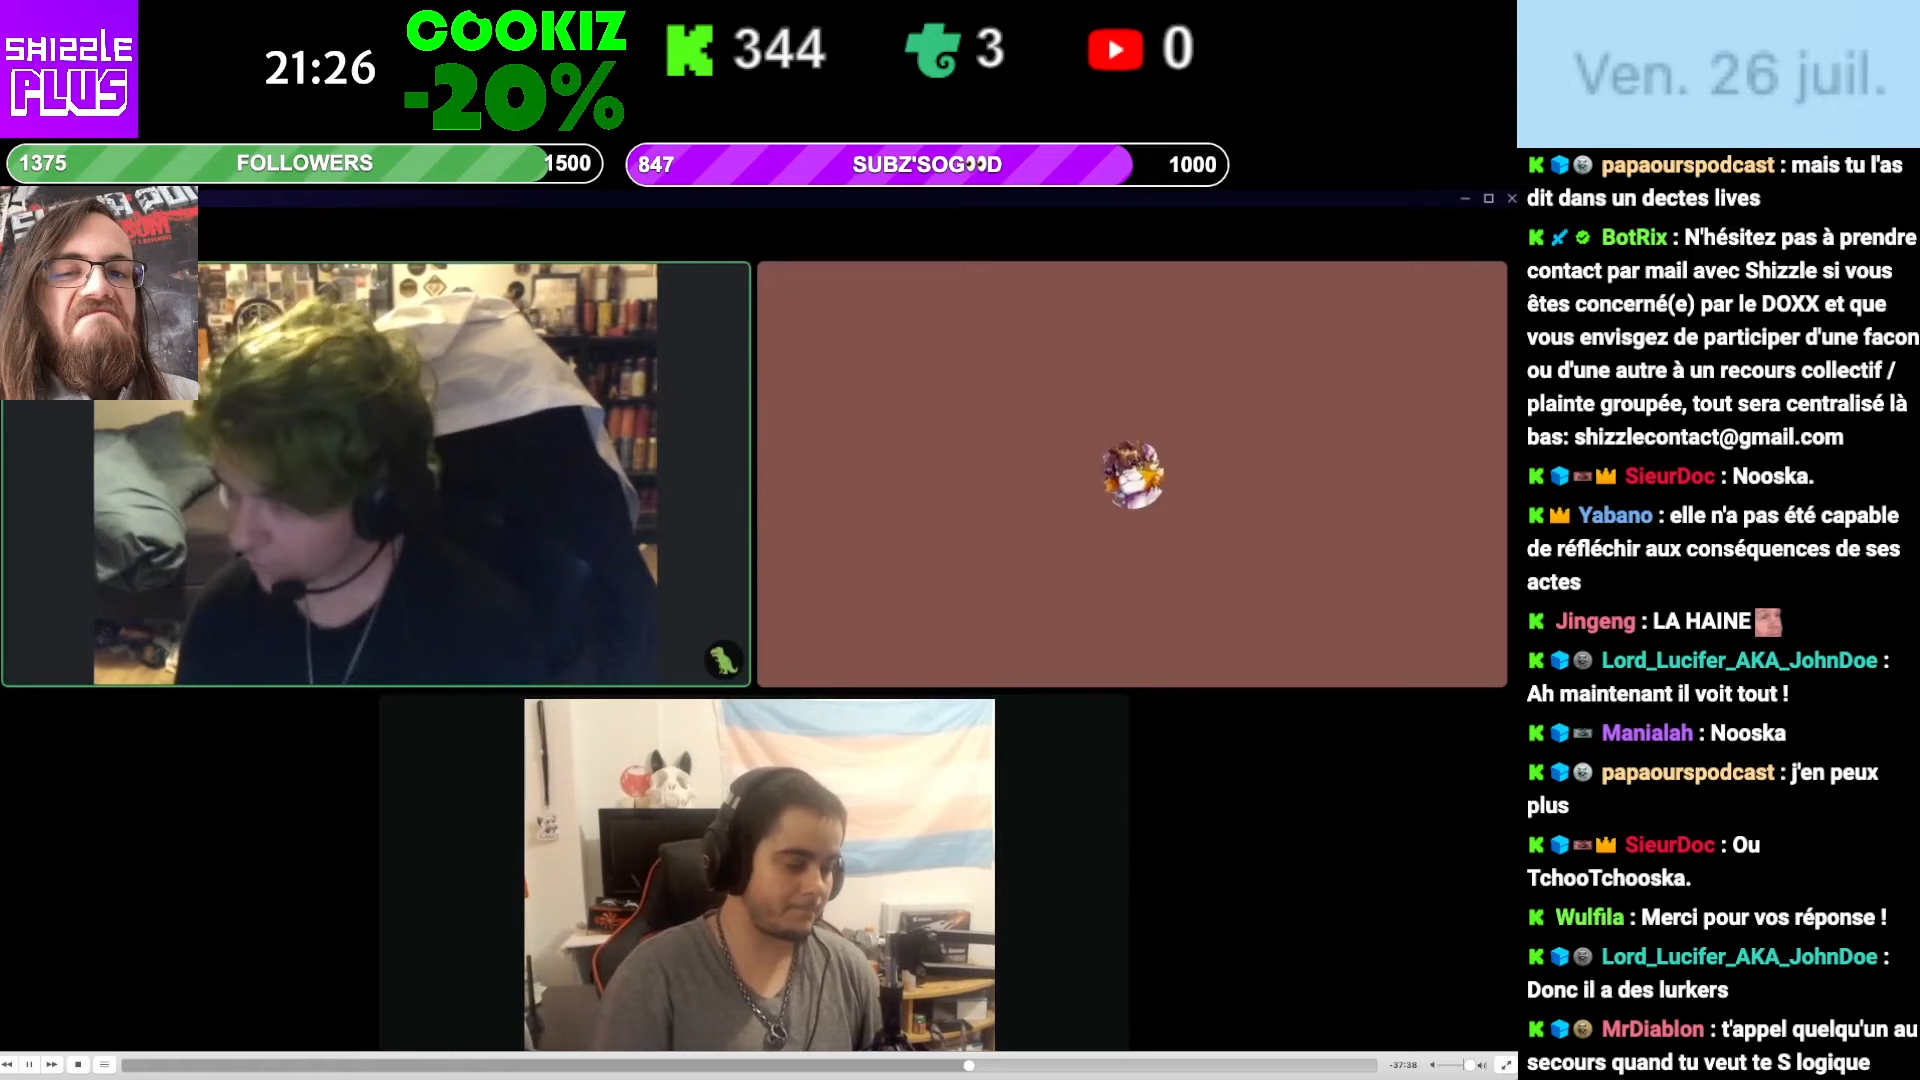 SHIZZLE
PLUS
21:26
COOKIZ
-20%
344
3
0
Ven. 26 juil.
1375 FOLLOWERS 1500
847 SUBZ'SOG👀D 1000
papaourspodcast : mais tu l'as
dit dans un dectes lives
BotRix : N'hésitez pas à prendre
contact par mail avec Shizzle si vous
êtes concerné(e) par le DOXX et que
vous envisgez de participer d'une facon
ou d'une autre à un recours collectif /
plainte groupée, tout sera centralisé là
bas: shizzlecontact@gmail.com
SieurDoc : Nooska.
Yabano : elle n'a pas été capable
de réfléchir aux conséquences de ses
actes
Jingeng : LA HAINE
Lord_Lucifer_AKA_JohnDoe :
Ah maintenant il voit tout !
Manialah : Nooska
papaourspodcast : j'en peux
plus
SieurDoc : Ou
TchooTchooska.
Wulfila : Merci pour vos réponse !
Lord_Lucifer_AKA_JohnDoe :
Donc il a des lurkers
MrDiablon : t'appel quelqu'un au
secours quand tu veut te S logique
-37:38